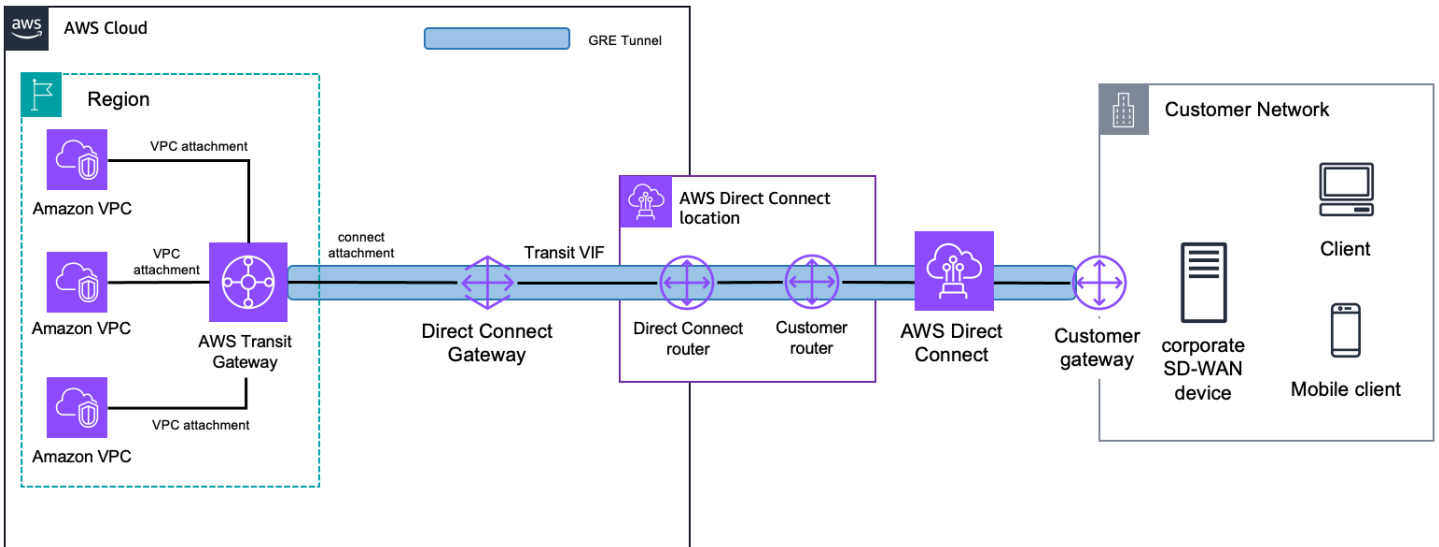 aws
AWS Cloud
GRE Tunnel
Region
VPC attachment
Amazon VPC
VPC
attachment
Amazon VPC
AWS Transit
Gateway
VPC attachment
Amazon VPC
connect
attachment
Transit VIF
Direct Connect
Gateway
AWS Direct Connect
location
Direct Connect
router
Customer
router
AWS Direct
Connect
Customer
gateway
Customer Network
corporate
SD-WAN
device
Client
Mobile client